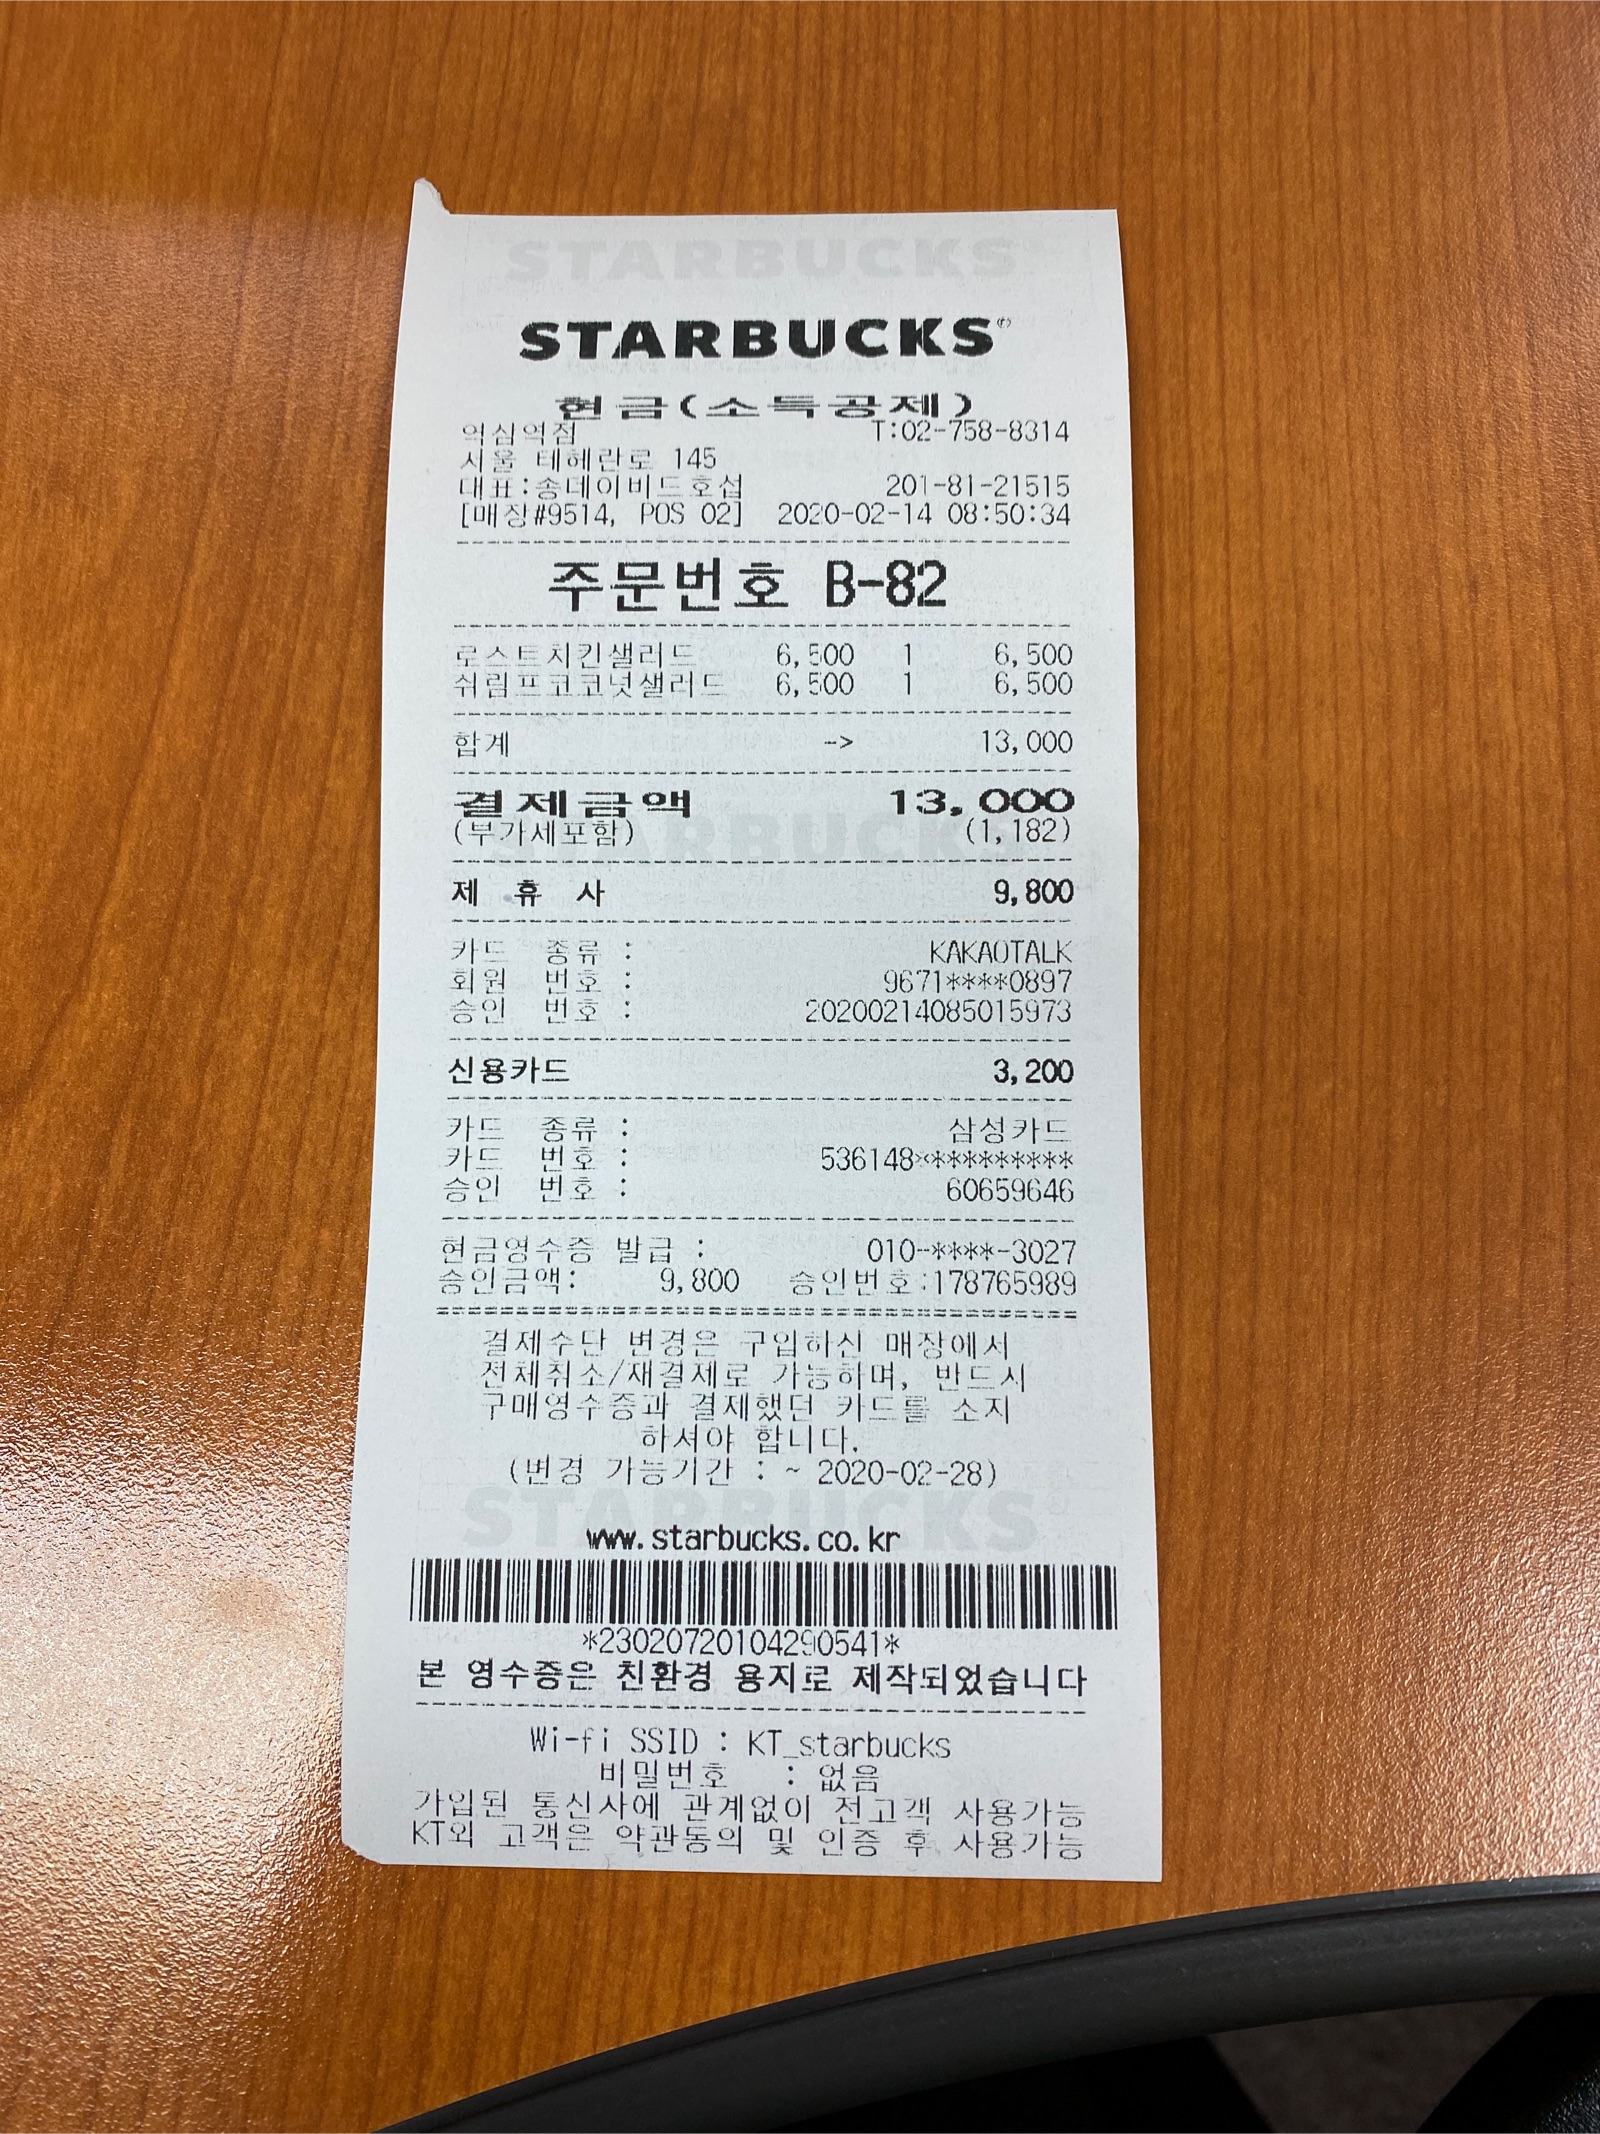 STARBUCKS
STARBUCKS®
현금(소득공제)
역삼역점 T:02-758-8314
서울 테헤란로 145
대표:송데이비드호섭 201-81-21515
[매장#9514, POS 02] 2020-02-14 08:50:34
주문번호 B-82
로스트치킨샐러드 6,500 1 6,500
쉬림프코코넛샐러드 6,500 1 6,500
합계 -> 13,000
결제금액 13,000
(부가세포함) (1,182)
제 휴 사 9,800
카드 종류 : KAKAOTALK
회원 번호 : 9671****0897
승인 번호 : 20200214085015973
신용카드 3,200
카드 종류 : 삼성카드
카드 번호 : 536148**********
승인 번호 : 60659646
현금영수증 발급 : 010-****-3027
승인금액: 9,800 승인번호:178765989
결제수단 변경은 구입하신 매장에서
전체취소/재결제로 가능하며, 반드시
구매영수증과 결제했던 카드를 소지
하셔야 합니다.
(변경 가능기간 : ~ 2020-02-28)
STARBUCKS
www.starbucks.co.kr
*23020720104290541*
본 영수증은 친환경 용지로 제작되었습니다
Wi-fi SSID : KT_starbucks
비밀번호 : 없음
가입된 통신사에 관계없이 전고객 사용가능
KT외 고객은 약관동의 및 인증 후 사용가능